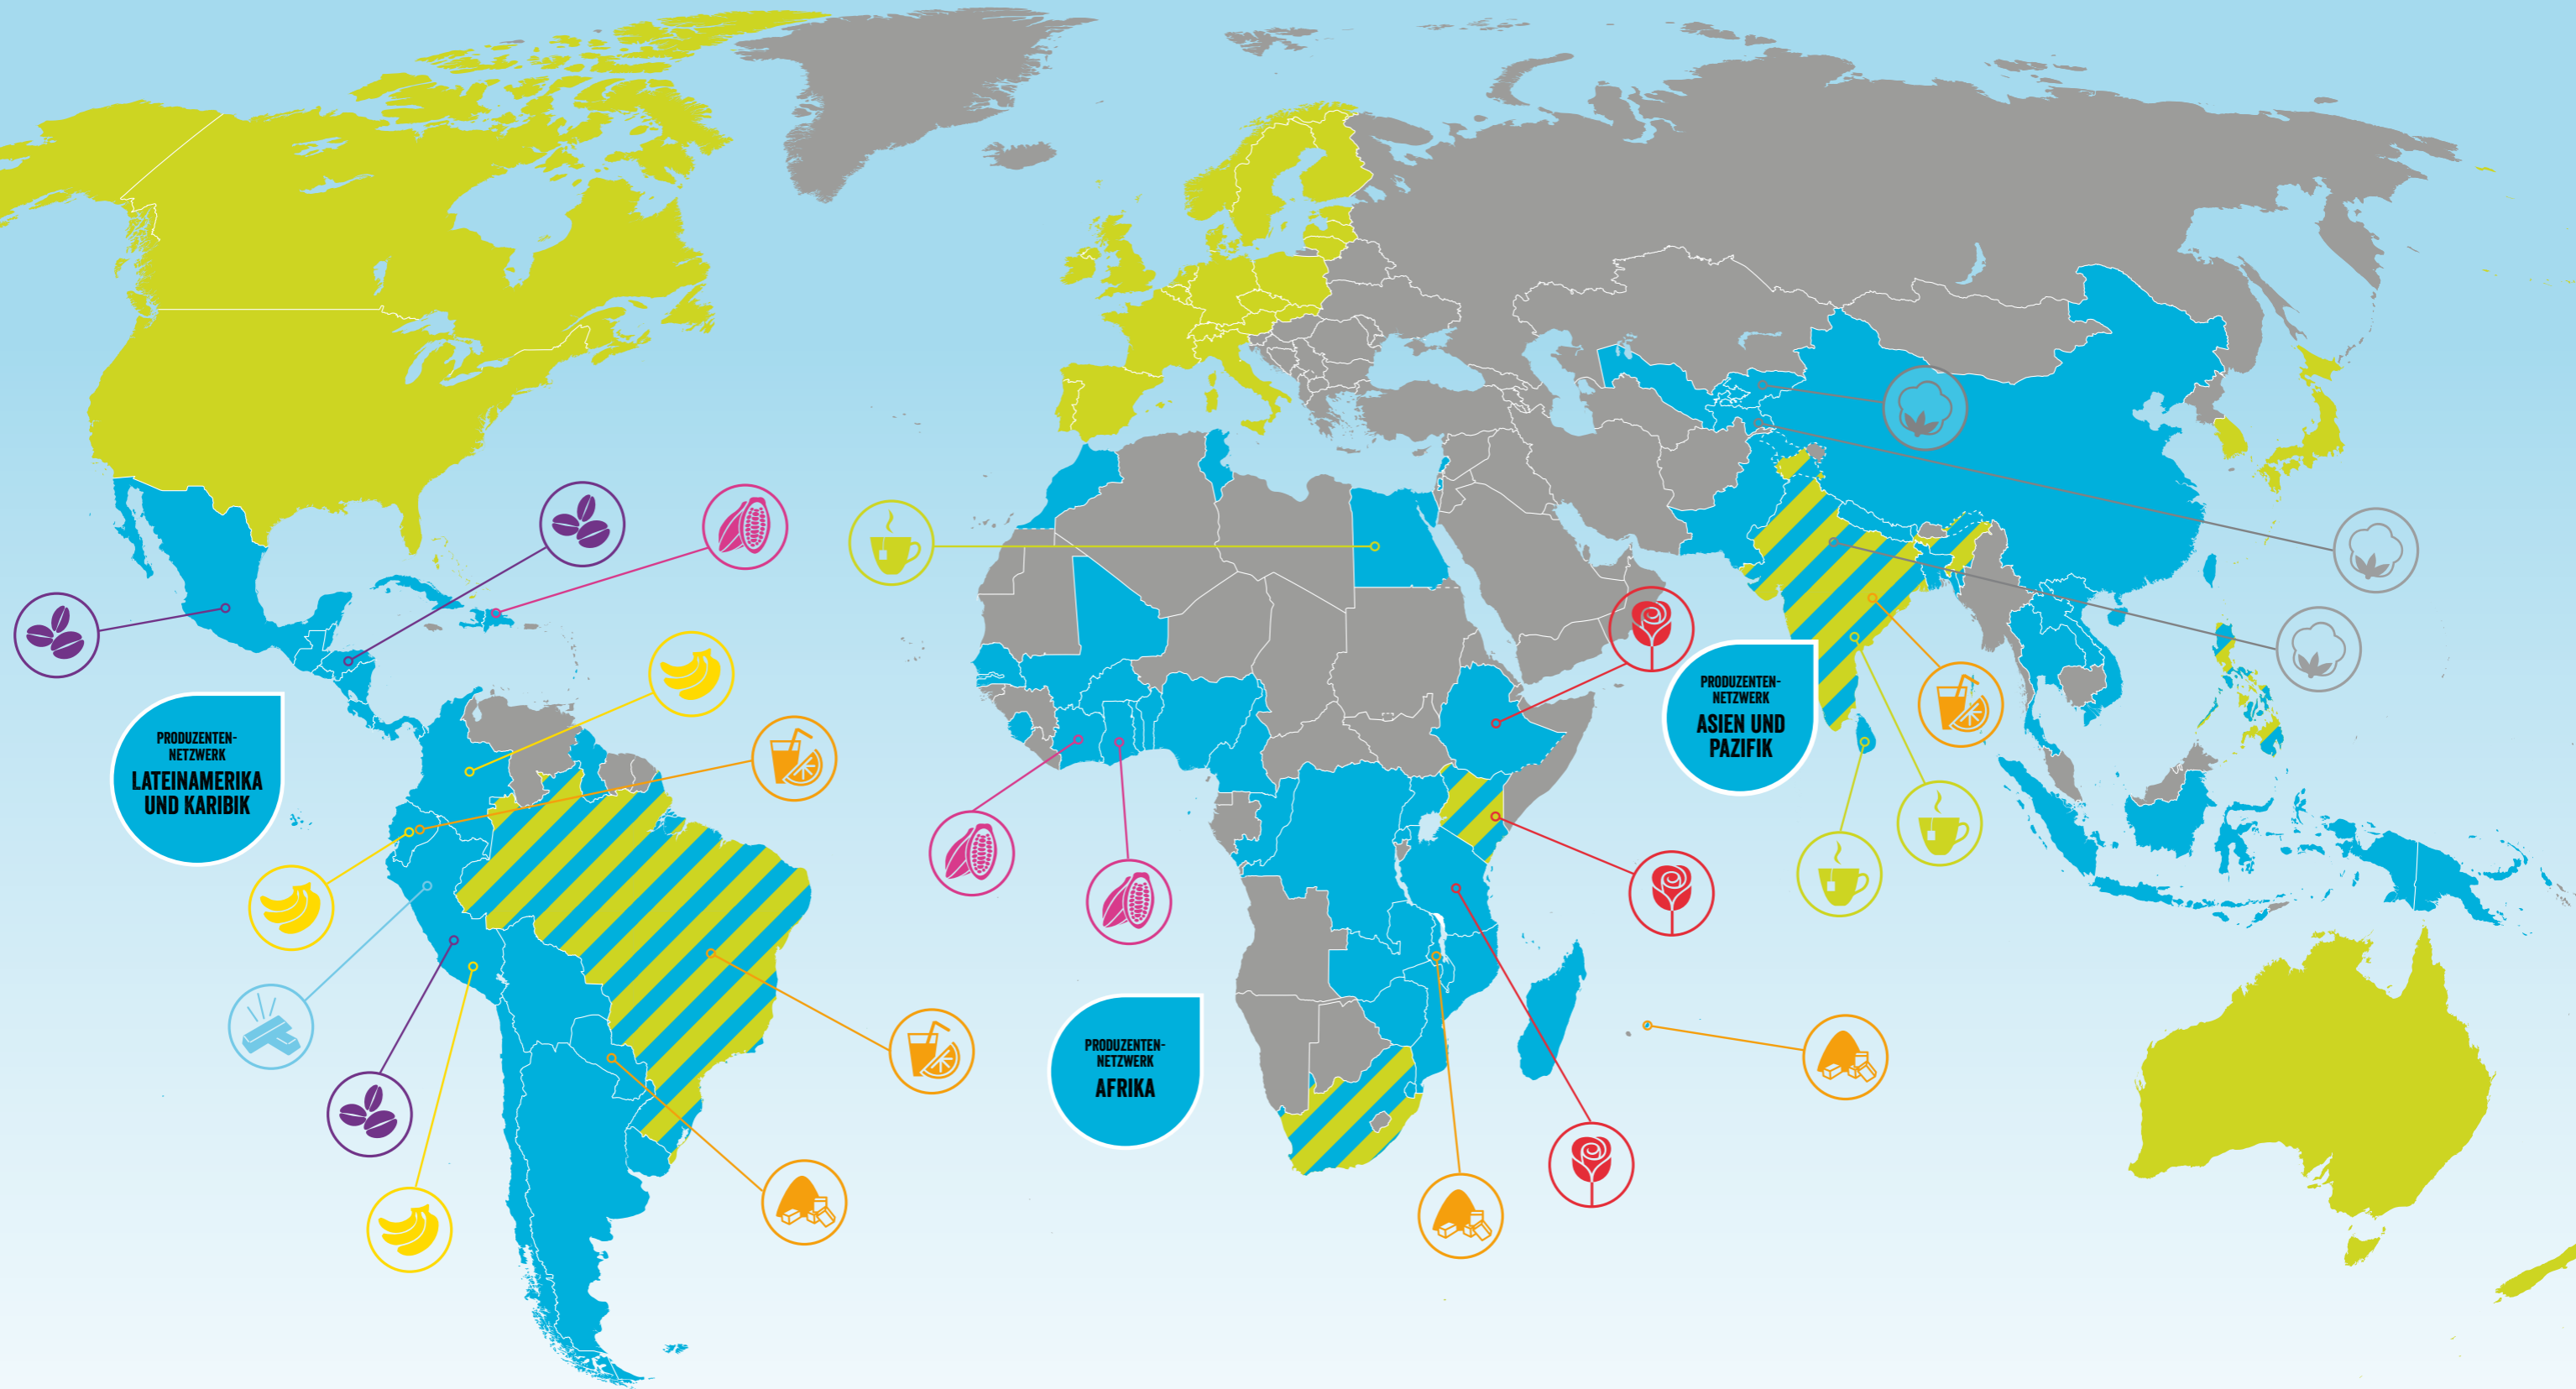 PRODUZENTEN-
NETZWERK
LATEINAMERIKA
UND KARIBIK
PRODUZENTEN-
NETZWERK
AFRIKA
PRODUZENTEN-
NETZWERK
ASIEN UND
PAZIFIK